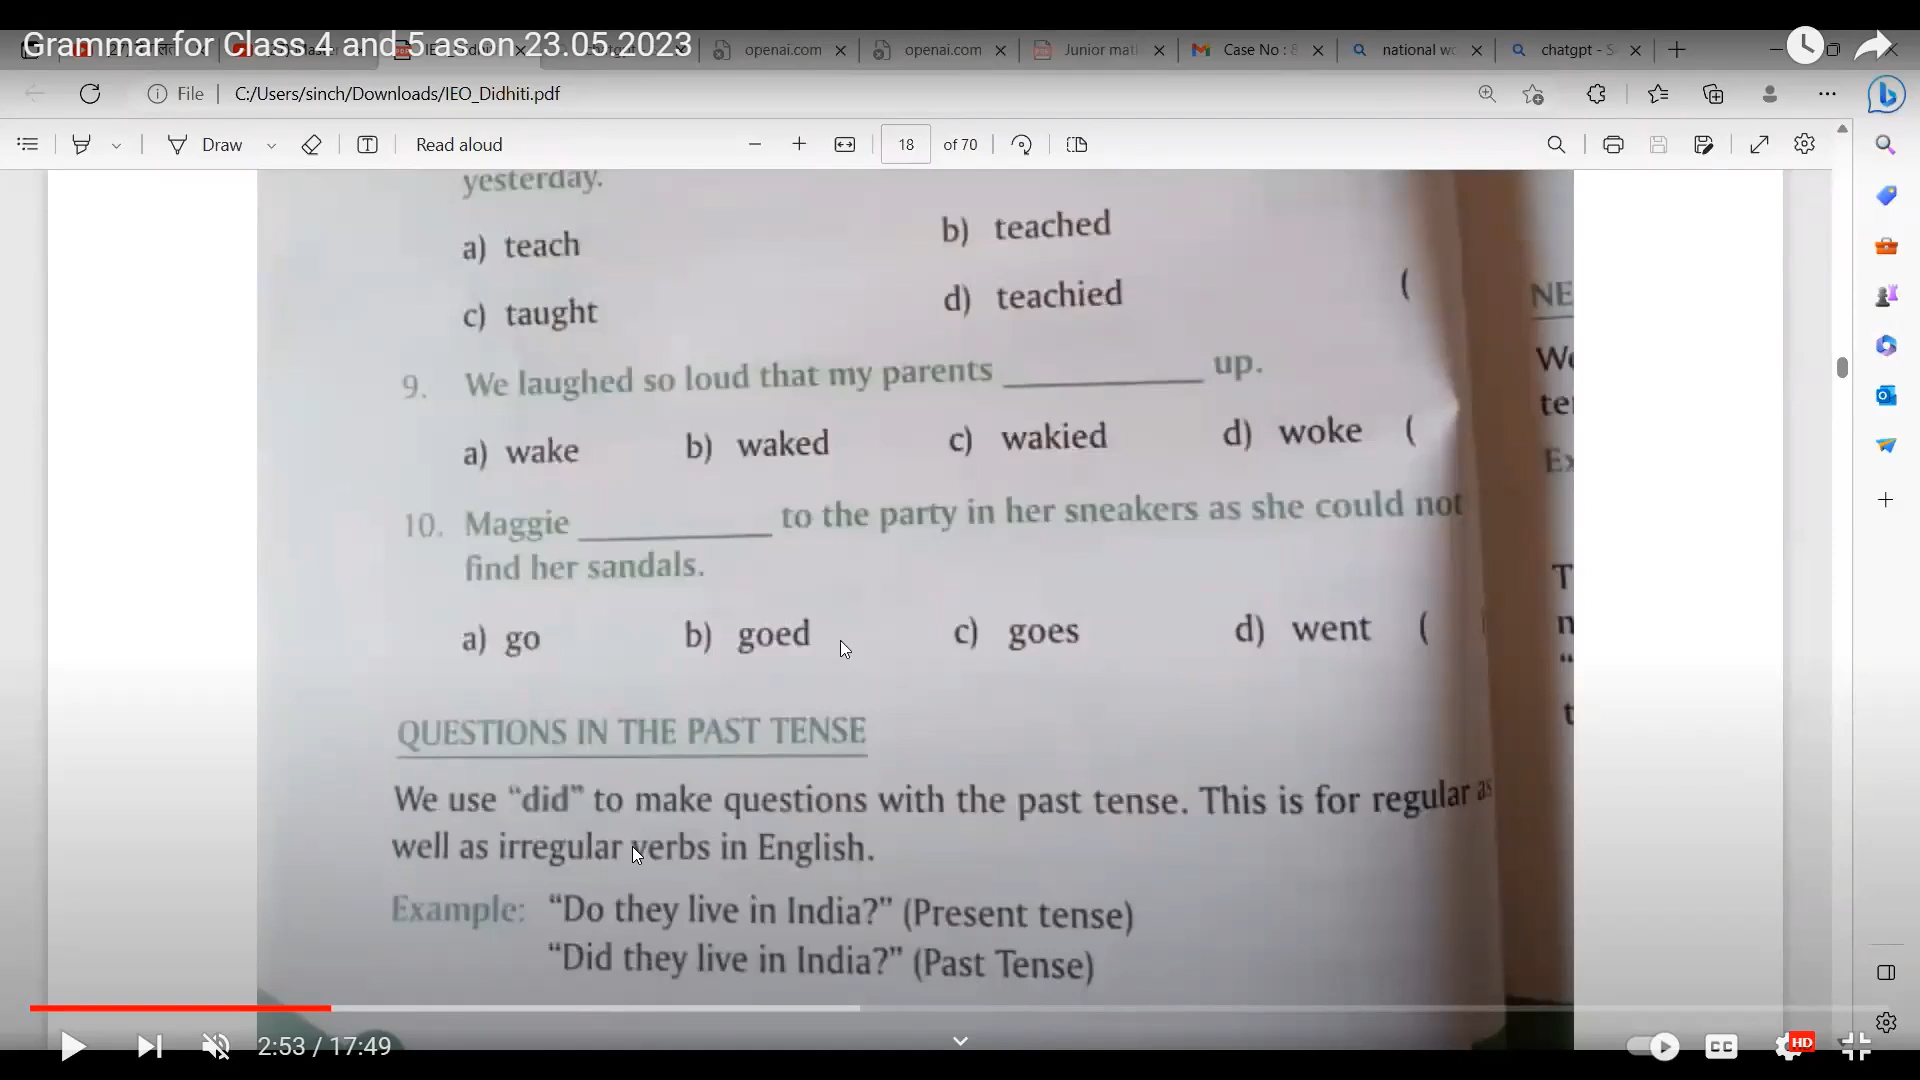 Grammar for Class 4 and 5 as on 23.05.2023
openai.com
openai.com
Junior mat
Case No : 8
national wo
chatgpt - S
File
C:/Users/sinch/Downloads/IEO_Didhiti.pdf
Draw
Read aloud
18 of 70
yesterday.
a) teach b) teached
c) taught d) teachied (
9. We laughed so loud that my parents __________ up.
a) wake b) waked c) wakied d) woke (
10. Maggie __________ to the party in her sneakers as she could not
find her sandals.
a) go b) goed c) goes d) went (
QUESTIONS IN THE PAST TENSE
We use “did” to make questions with the past tense. This is for regular as
well as irregular verbs in English.
Example: “Do they live in India?” (Present tense)
“Did they live in India?” (Past Tense)
NE
We
Ex
T
2:53 / 17:49
CC
HD